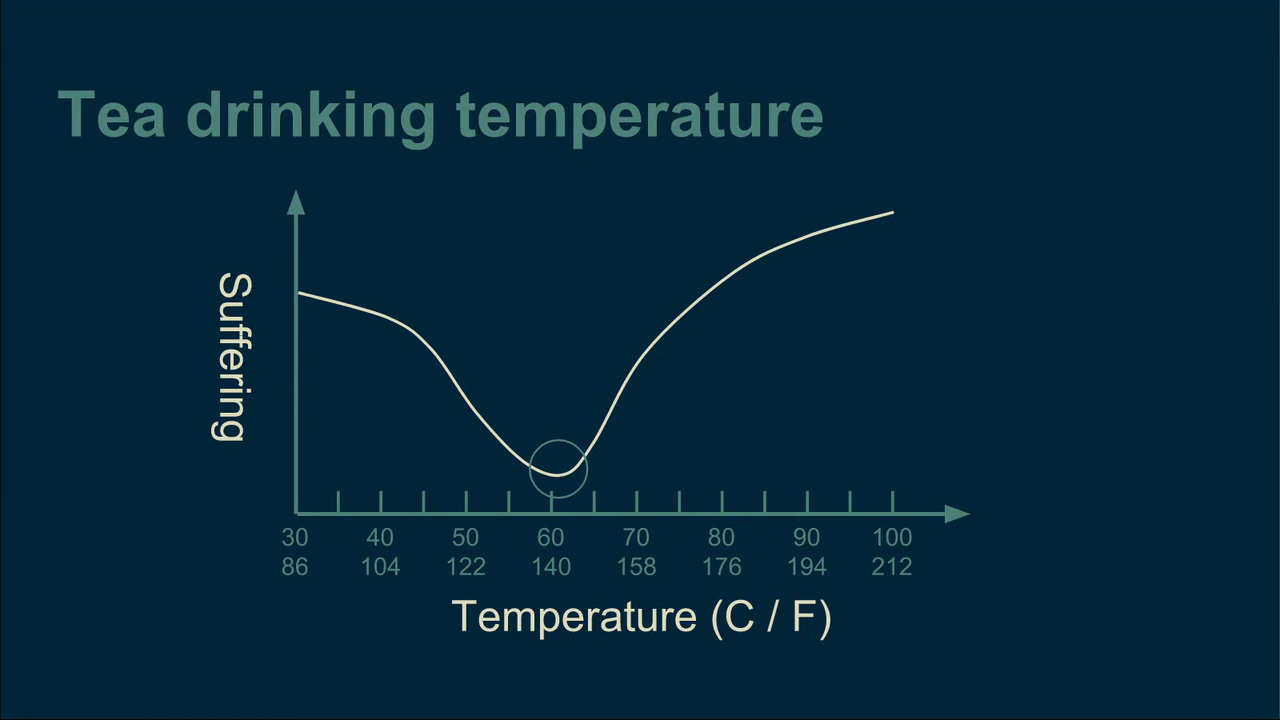 Tea drinking temperature
Suffering
30 40 50 60 70 80 90 100
86 104 122 140 158 176 194 212
Temperature (C / F)